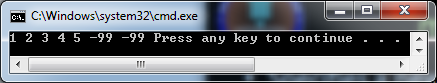 C:\Windows\system32\cmd.exe
1 2 3 4 5 -99 -99 Press any key to continue . . .